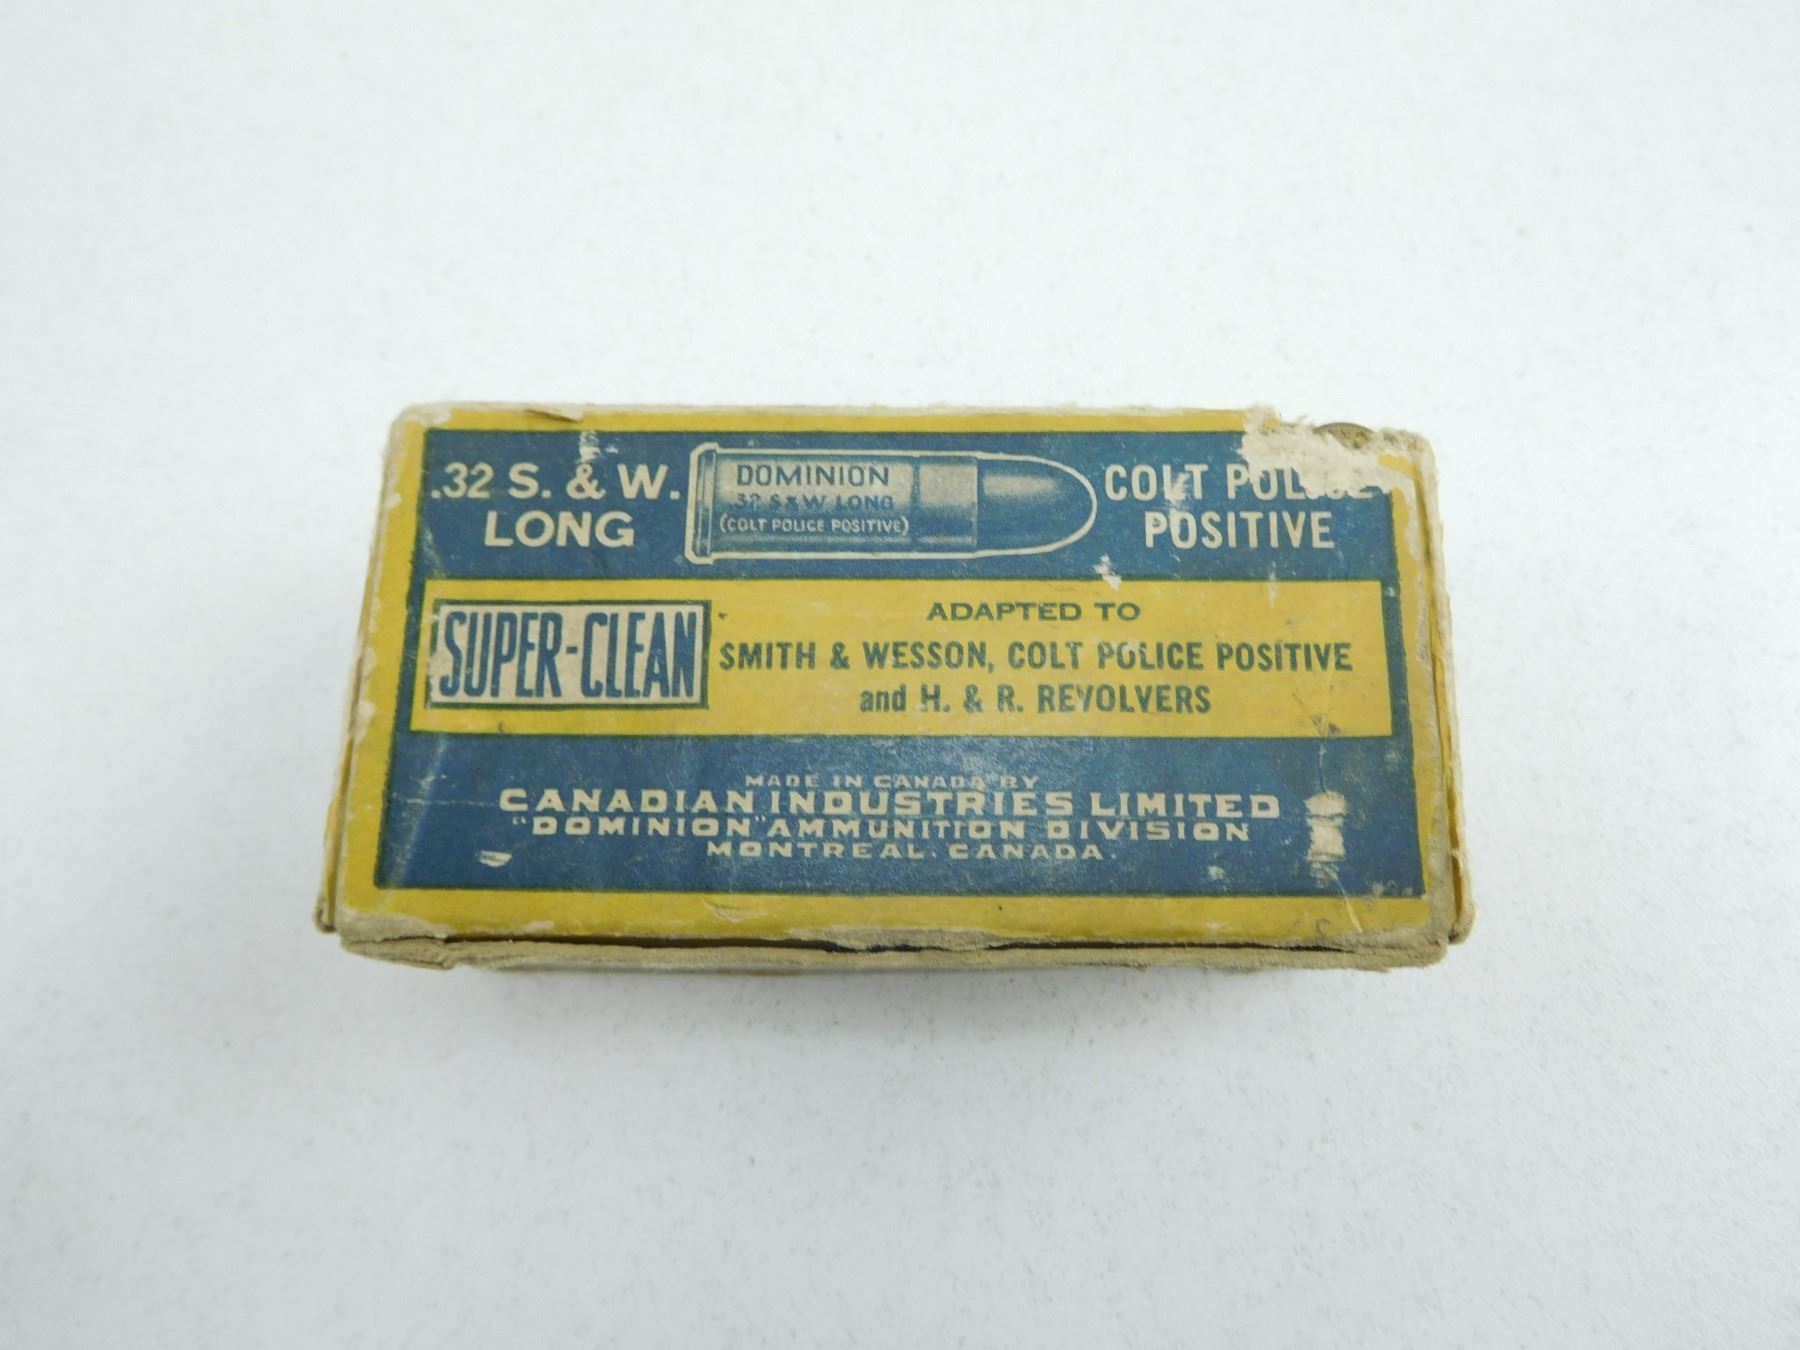 .32 S. & W.
LONG
DOMINION
.32 S & W LONG
(COLT POLICE POSITIVE)
COLT POLICE
POSITIVE
SUPER-CLEAN
ADAPTED TO
SMITH & WESSON, COLT POLICE POSITIVE
and H. & R. REVOLVERS
MADE IN CANADA BY
CANADIAN INDUSTRIES LIMITED
"DOMINION" AMMUNITION DIVISION
MONTREAL. CANADA.